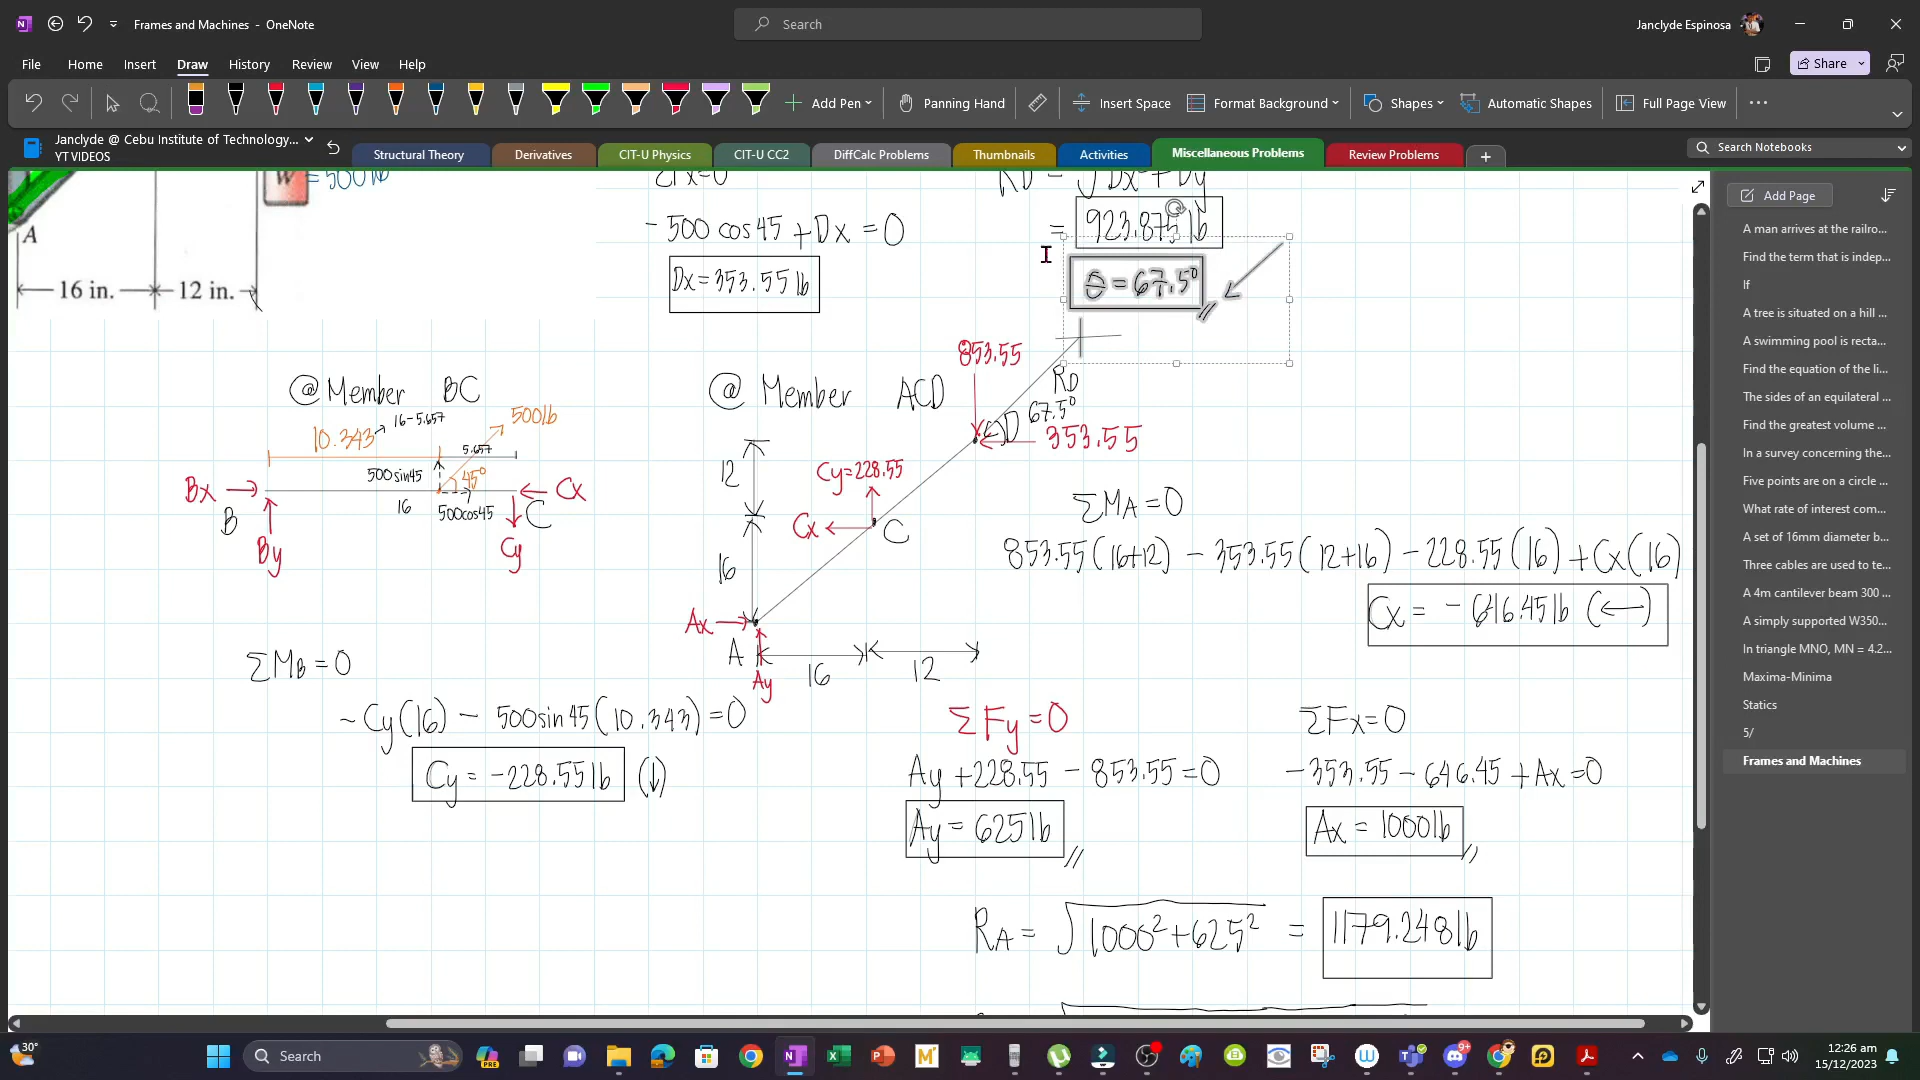 Frames and Machines - OneNote
Search
Janclyde Espinosa
File Home Insert Draw History Review View Help
Share
Add Pen
Panning Hand
Insert Space
Format Background
Shapes
Automatic Shapes
Full Page View
Janclyde @ Cebu Institute of Technology...
YT VIDEOS
Structural Theory
Derivatives
CIT-U Physics
CIT-U CC2
DiffCalc Problems
Thumbnails
Activities
Miscellaneous Problems
Review Problems
Search Notebooks
Add Page
A man arrives at the railro...
Find the term that is indep...
If
A tree is situated on a hill ...
A swimming pool is recta...
Find the equation of the li...
The sides of an equilateral ...
Find the greatest volume ...
In a survey concerning the...
Five points are on a circle ...
What rate of interest com...
A set of 16mm diameter b...
Three cables are used to te...
A 4m cantilever beam 300 ...
A simply supported W350...
In triangle MNO, MN = 4.2...
Maxima-Minima
Statics
5/
Frames and Machines
W = 500 lb
A
16 in. 12 in.
ΣFx=0
-500 cos45 + Dx = 0
Dx = 353.55 lb
RD = √Dx² + Dy²
= 923.875 lb
θ = 67.5°
@ Member BC
16-5.657
10.343
500lb
5.657
500sin45
45°
Bx
Cx
B
16
500cos45
C
By
Cy
ΣMB = 0
- Cy(16) - 500sin45(10.343) = 0
Cy = -228.55 lb (↓)
@ Member ACD
853.55
RD
67.5°
D
353.55
12
Cy=228.55
Cx
C
16
Ax
A
Ay
16
12
ΣMA = 0
853.55(16+12) - 353.55(12+16) - 228.55(16) + Cx(16)
Cx = - 646.45 lb (←)
ΣFy = 0
Ay + 228.55 - 853.55 = 0
Ay = 625 lb
ΣFx = 0
-353.55 - 646.45 + Ax = 0
Ax = 1000 lb
RA = √1000² + 625² = 1179.248 lb
30°
Search
PRE
9+
12:26 am
15/12/2023